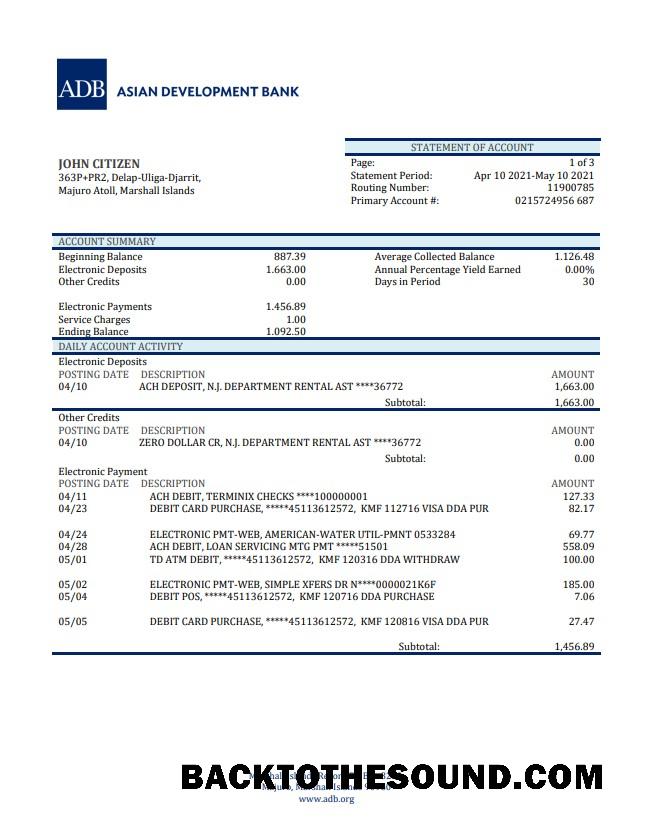 ADB ASIAN DEVELOPMENT BANK
STATEMENT OF ACCOUNT
JOHN CITIZEN
363P+PR2, Delap-Uliga-Djarrit,
Majuro Atoll, Marshall Islands
Page: 1 of 3
Statement Period: Apr 10 2021-May 10 2021
Routing Number: 11900785
Primary Account #: 0215724956 687
ACCOUNT SUMMARY
Beginning Balance 887.39 Average Collected Balance 1.126.48
Electronic Deposits 1.663.00 Annual Percentage Yield Earned 0.00%
Other Credits 0.00 Days in Period 30
Electronic Payments 1.456.89
Service Charges 1.00
Ending Balance 1.092.50
DAILY ACCOUNT ACTIVITY
Electronic Deposits
POSTING DATE DESCRIPTION AMOUNT
04/10 ACH DEPOSIT, N.J. DEPARTMENT RENTAL AST ****36772 1,663.00
Subtotal: 1,663.00
Other Credits
POSTING DATE DESCRIPTION AMOUNT
04/10 ZERO DOLLAR CR, N.J. DEPARTMENT RENTAL AST ****36772 0.00
Subtotal: 0.00
Electronic Payment
POSTING DATE DESCRIPTION AMOUNT
04/11 ACH DEBIT, TERMINIX CHECKS ****100000001 127.33
04/23 DEBIT CARD PURCHASE, *****45113612572, KMF 112716 VISA DDA PUR 82.17
04/24 ELECTRONIC PMT-WEB, AMERICAN-WATER UTIL-PMNT 0533284 69.77
04/28 ACH DEBIT, LOAN SERVICING MTG PMT *****51501 558.09
05/01 TD ATM DEBIT, *****45113612572, KMF 120316 DDA WITHDRAW 100.00
05/02 ELECTRONIC PMT-WEB, SIMPLE XFERS DR N****0000021K6F 185.00
05/04 DEBIT POS, *****45113612572, KMF 120716 DDA PURCHASE 7.06
05/05 DEBIT CARD PURCHASE, *****45113612572, KMF 120816 VISA DDA PUR 27.47
Subtotal: 1,456.89
BACKTOTHESOUND.COM
www.adb.org